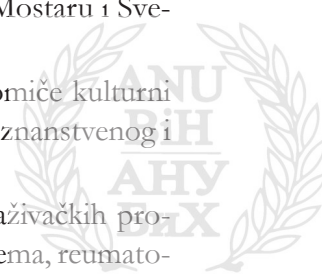 Mostaru i Sve-
omiče kulturni
znanstvenog i
aživačkih pro-
ema, reumato-
ANU
BiH
АНУ
БиХ